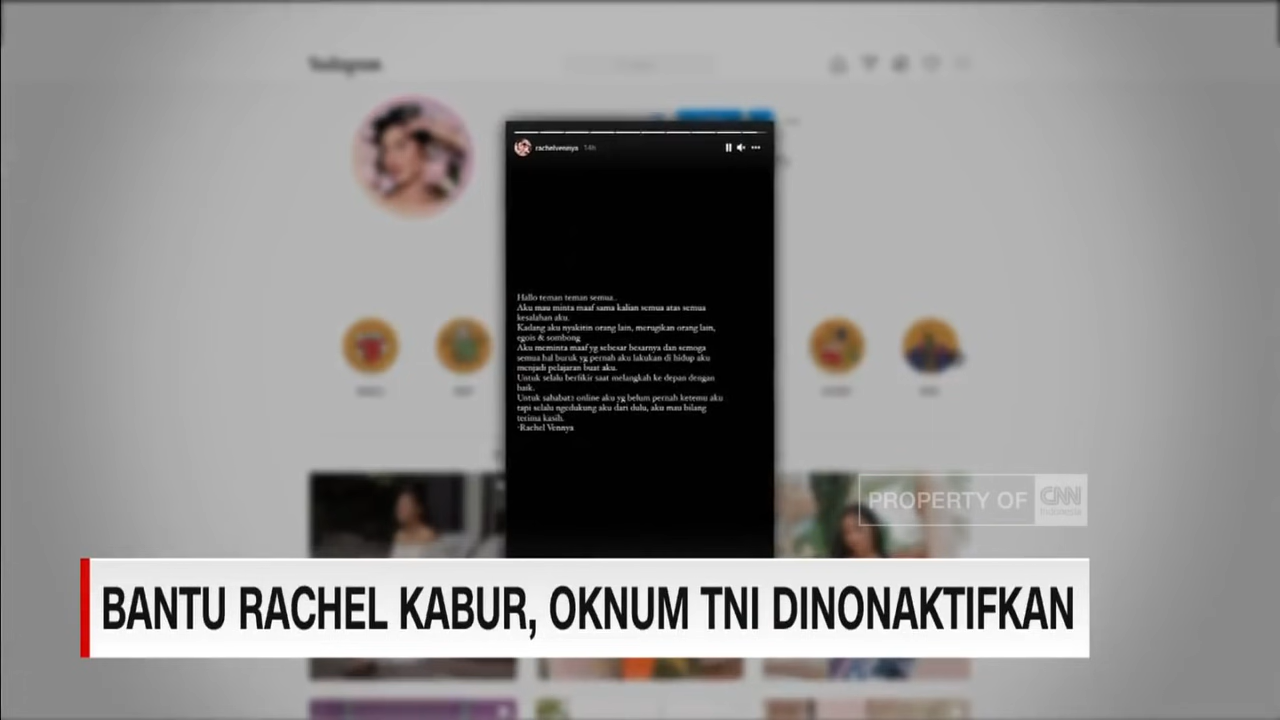 Instagram
rachelvennya 14h
Hallo teman teman semua..
Aku mau minta maaf sama kalian semua atas semua
kesalahan aku.
Kadang aku nyakitin orang lain, merugikan orang lain,
egois & sombong
Aku meminta maaf yg sebesar besarnya dan semoga
semua hal buruk yg pernah aku lakukan di hidup aku
menjadi pelajaran buat aku.
Untuk selalu berfikir saat melangkah ke depan dengan
baik.
Untuk sahabat2 online aku yg belum pernah ketemu aku
tapi selalu ngedukung aku dari dulu, aku mau bilang
terima kasih.
-Rachel Vennya
PROPERTY OF CNN Indonesia
BANTU RACHEL KABUR, OKNUM TNI DINONAKTIFKAN